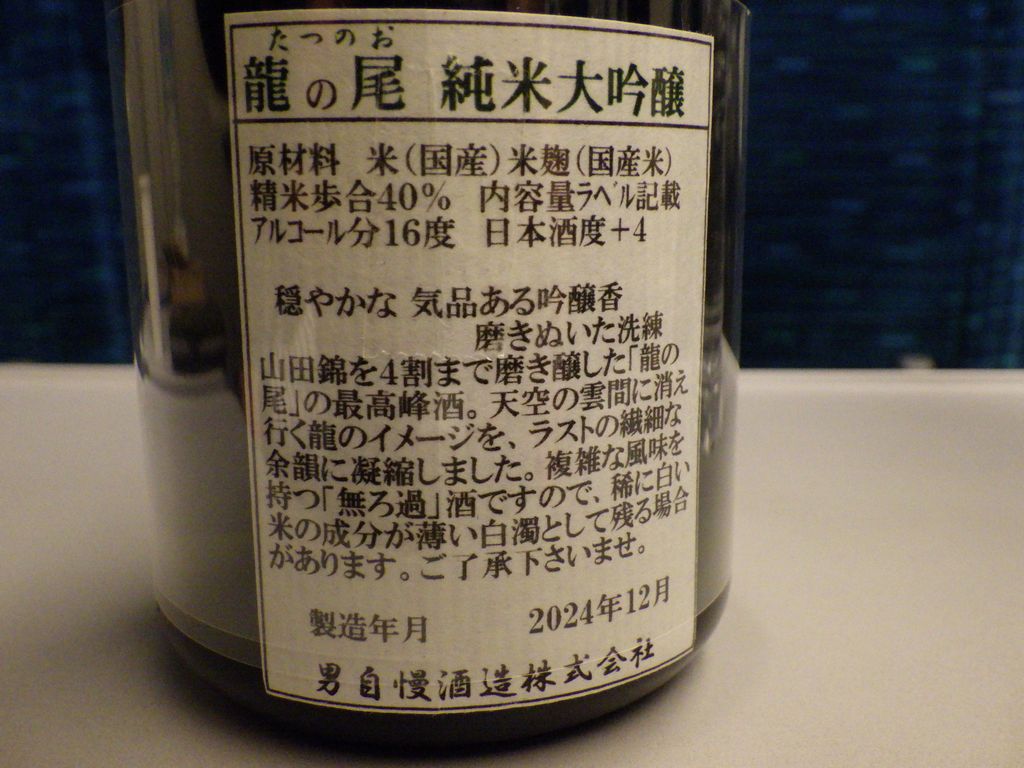 たつのお
龍の尾 純米大吟醸
原材料 米(国産)米麹(国産米)
精米歩合40% 内容量ラベル記載
アルコール分16度 日本酒度+4
穏やかな 気品ある吟醸香
磨きぬいた洗練
山田錦を4割まで磨き醸した「龍の
尾」の最高峰酒。天空の雲間に消え
行く龍のイメージを、ラストの繊細な
余韻に凝縮しました。複雑な風味を
持つ「無ろ過」酒ですので、稀に白い
米の成分が薄い白濁として残る場合
があります。ご了承下さいませ。
製造年月 2024年12月
男自慢酒造株式会社